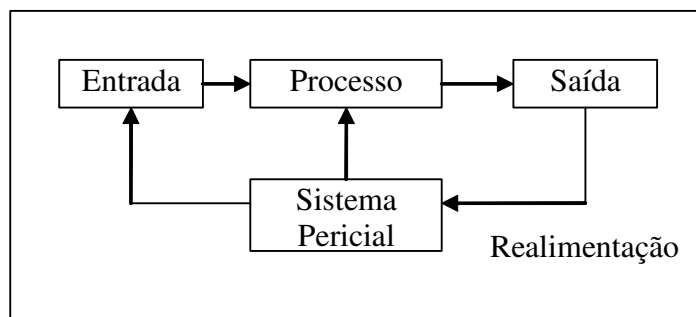 Entrada
Processo
Saída
Sistema
Pericial
Realimentação